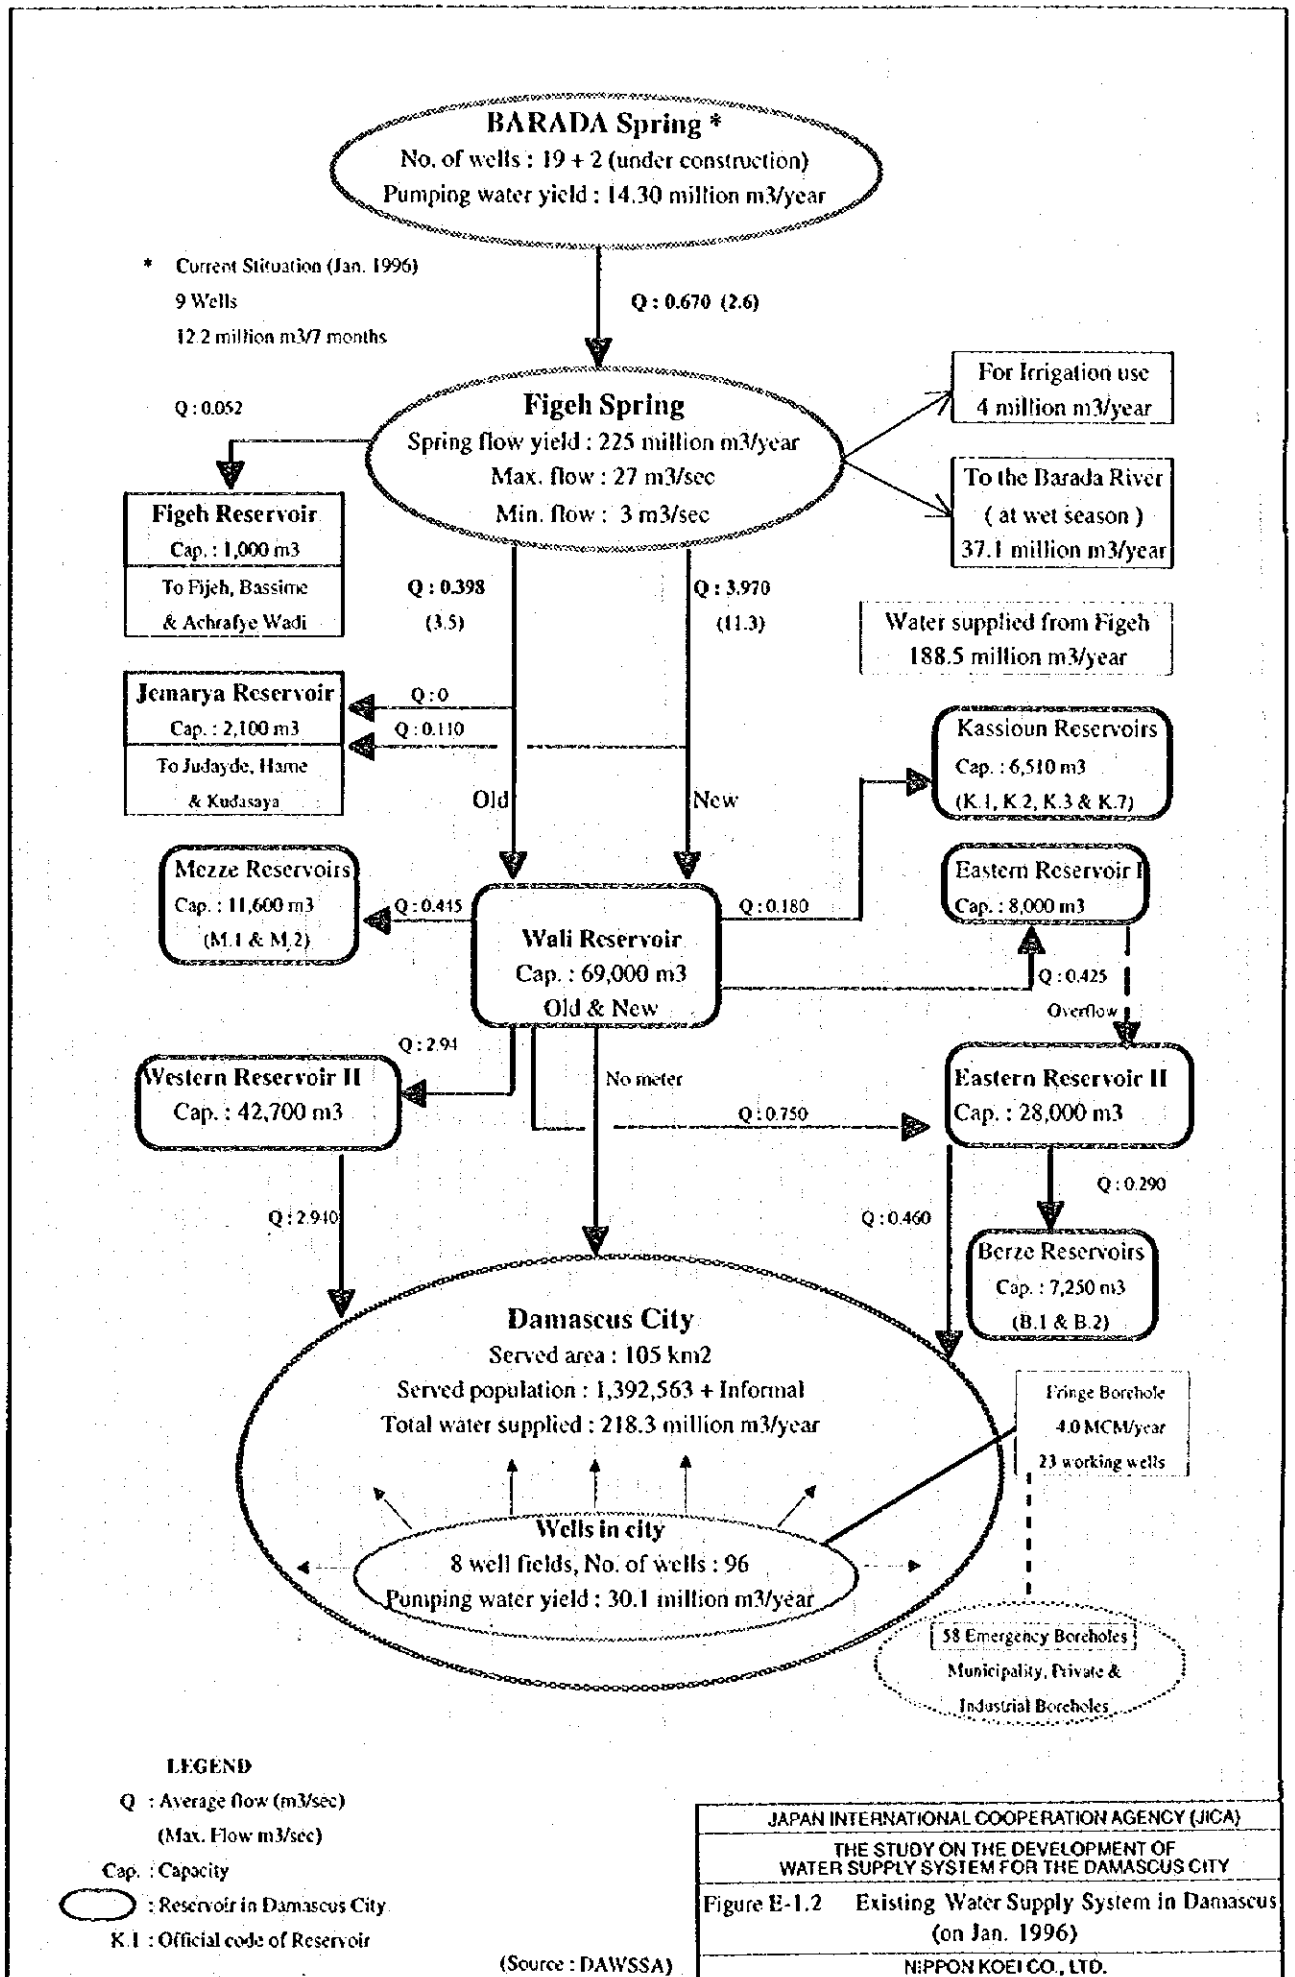 BARADA Spring *
No. of wells : 19 + 2 (under construction)
Pumping water yield : 14.30 million m3/year
* Current Stituation (Jan. 1996)
9 Wells
12.2 million m3/7 months
Q : 0.670 (2.6)
Q : 0.052
Figeh Spring
Spring flow yield : 225 million m3/year
Max. flow : 27 m3/sec
Min. flow : 3 m3/sec
For Irrigation use
4 million m3/year
To the Barada River
( at wet season )
37.1 million m3/year
Figeh Reservoir
Cap. : 1,000 m3
To Fijeh, Bassime
& Achrafye Wadi
Q : 0.398
(3.5)
Q : 3.970
(11.3)
Water supplied from Figeh
188.5 million m3/year
Jemarya Reservoir
Cap. : 2,100 m3
To Judayde, Hame
& Kudasaya
Q : 0
Q : 0.110
Old
New
Kassioun Reservoirs
Cap. : 6,510 m3
(K.1, K.2, K.3 & K.7)
Mezze Reservoirs
Cap. : 11,600 m3
(M.1 & M.2)
Q : 0.445
Wali Reservoir
Cap. : 69,000 m3
Old & New
Q : 0.180
Eastern Reservoir I
Cap. : 8,000 m3
Q : 0.425
Overflow
Q : 2.94
Western Reservoir II
Cap. : 42,700 m3
No meter
Q : 0.750
Eastern Reservoir II
Cap. : 28,000 m3
Q : 2.940
Q : 0.460
Q : 0.290
Berze Reservoirs
Cap. : 7,250 m3
(B.1 & B.2)
Damascus City
Served area : 105 km2
Served population : 1,392,563 + Informal
Total water supplied : 218.3 million m3/year
Fringe Borehole
4.0 MCM/year
23 working wells
Wells in city
8 well fields, No. of wells : 96
Pumping water yield : 30.1 million m3/year
58 Emergency Boreholes
Municipality, Private &
Industrial Boreholes
LEGEND
Q : Average flow (m3/sec)
(Max. Flow m3/sec)
Cap. : Capacity
: Reservoir in Damascus City
K.1 : Official code of Reservoir
(Source : DAWSSA)
JAPAN INTERNATIONAL COOPERATION AGENCY (JICA)
THE STUDY ON THE DEVELOPMENT OF
WATER SUPPLY SYSTEM FOR THE DAMASCUS CITY
Figure E-1.2 Existing Water Supply System in Damascus
(on Jan. 1996)
NIPPON KOEI CO., LTD.